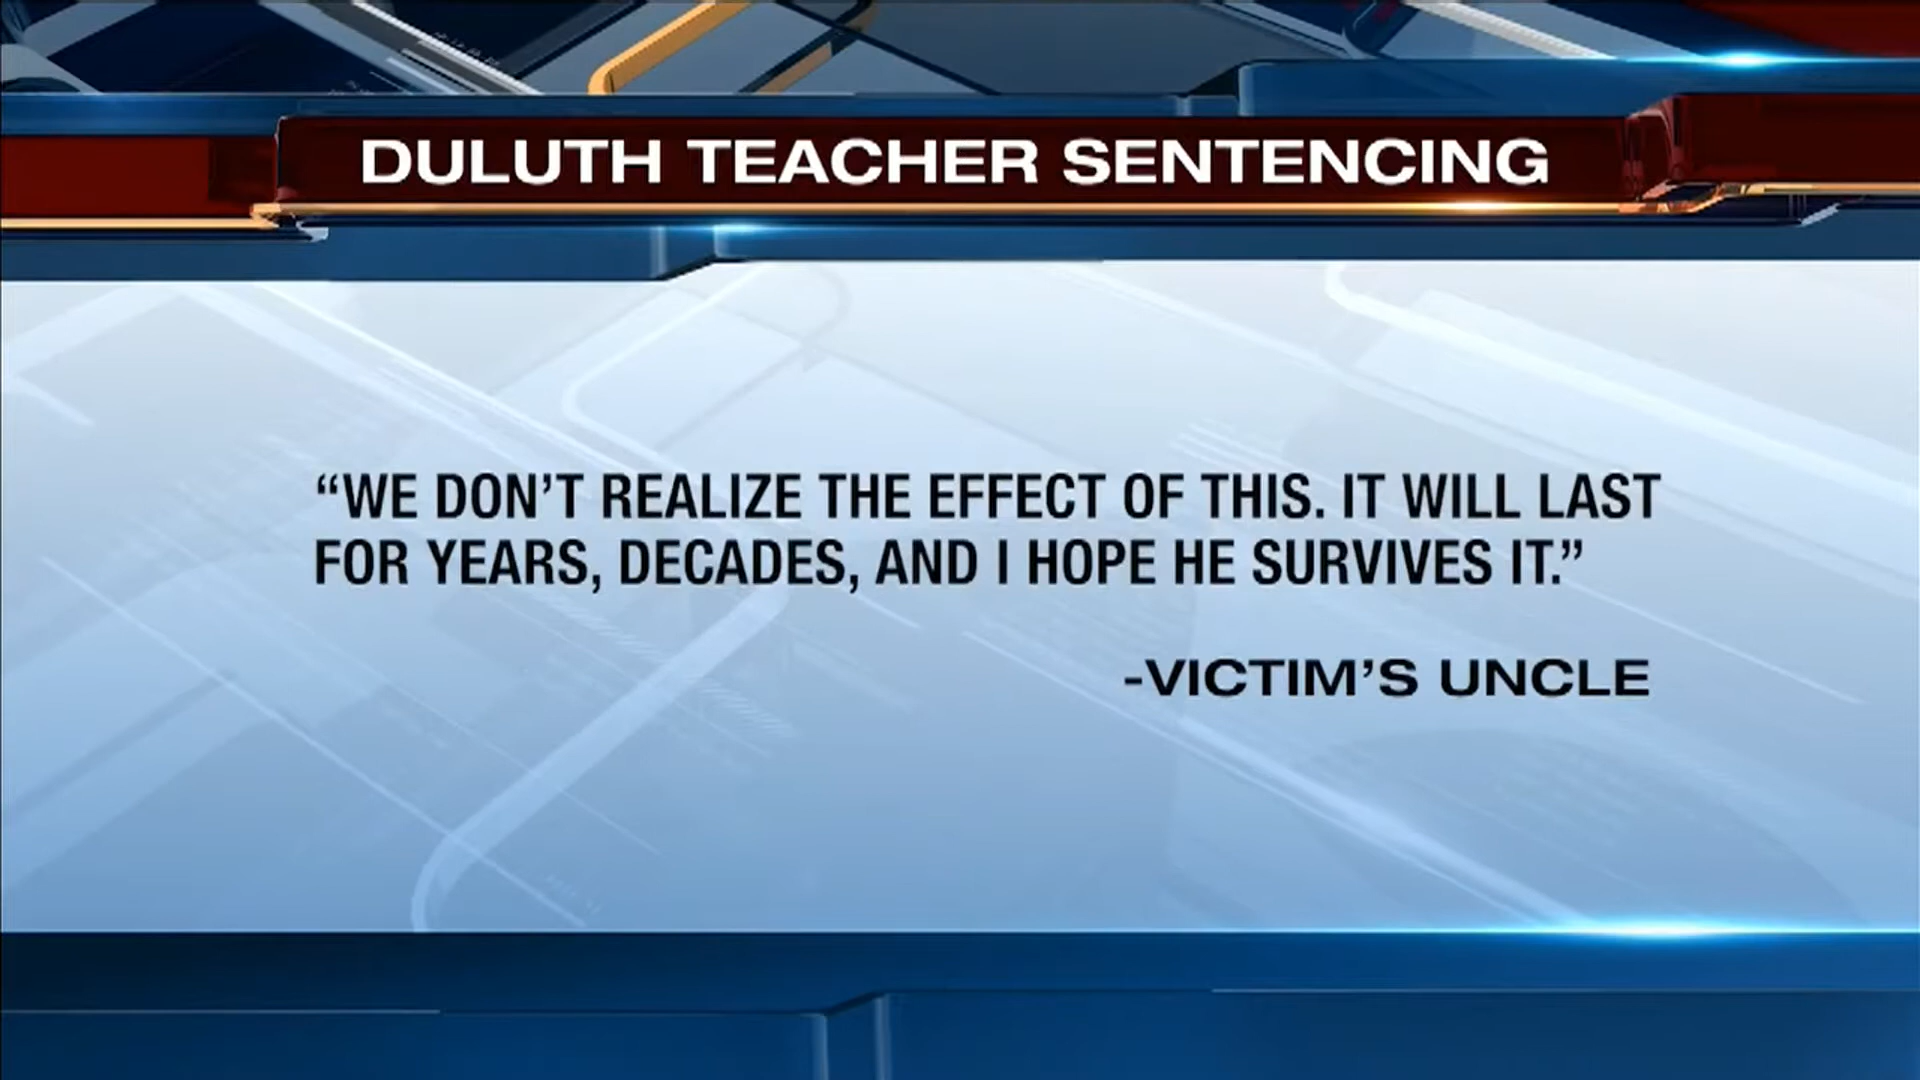 DULUTH TEACHER SENTENCING
“WE DON’T REALIZE THE EFFECT OF THIS. IT WILL LAST
FOR YEARS, DECADES, AND I HOPE HE SURVIVES IT.”
-VICTIM’S UNCLE